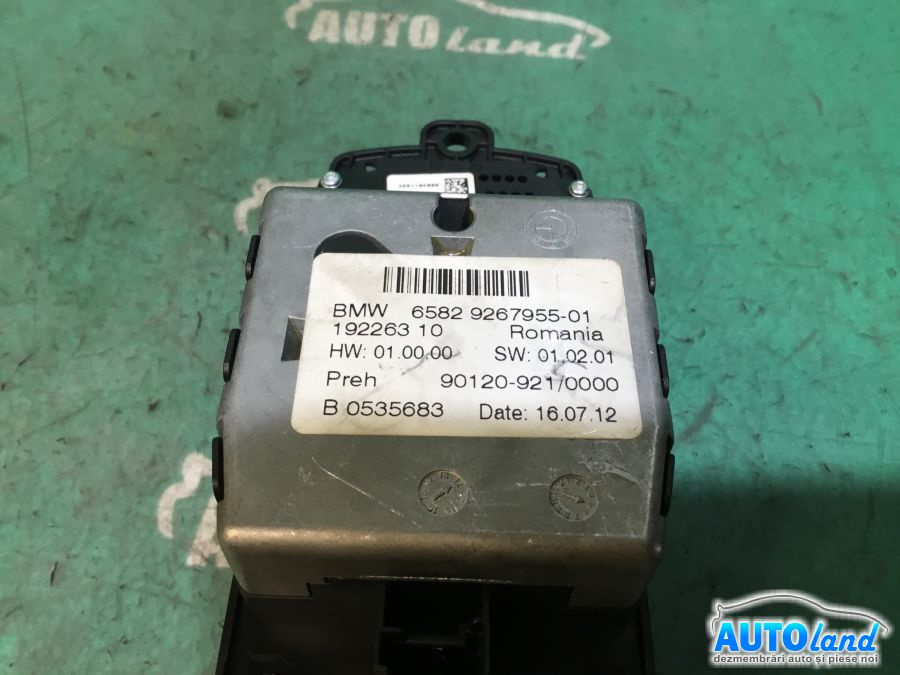 AUTOland
BMW 6582 9267955-01
192263 10 Romania
HW: 01.00.00 SW: 01.02.01
Preh 90120-921/0000
B 0535683 Date: 16.07.12
AUTOland
dezmembrări auto și piese noi